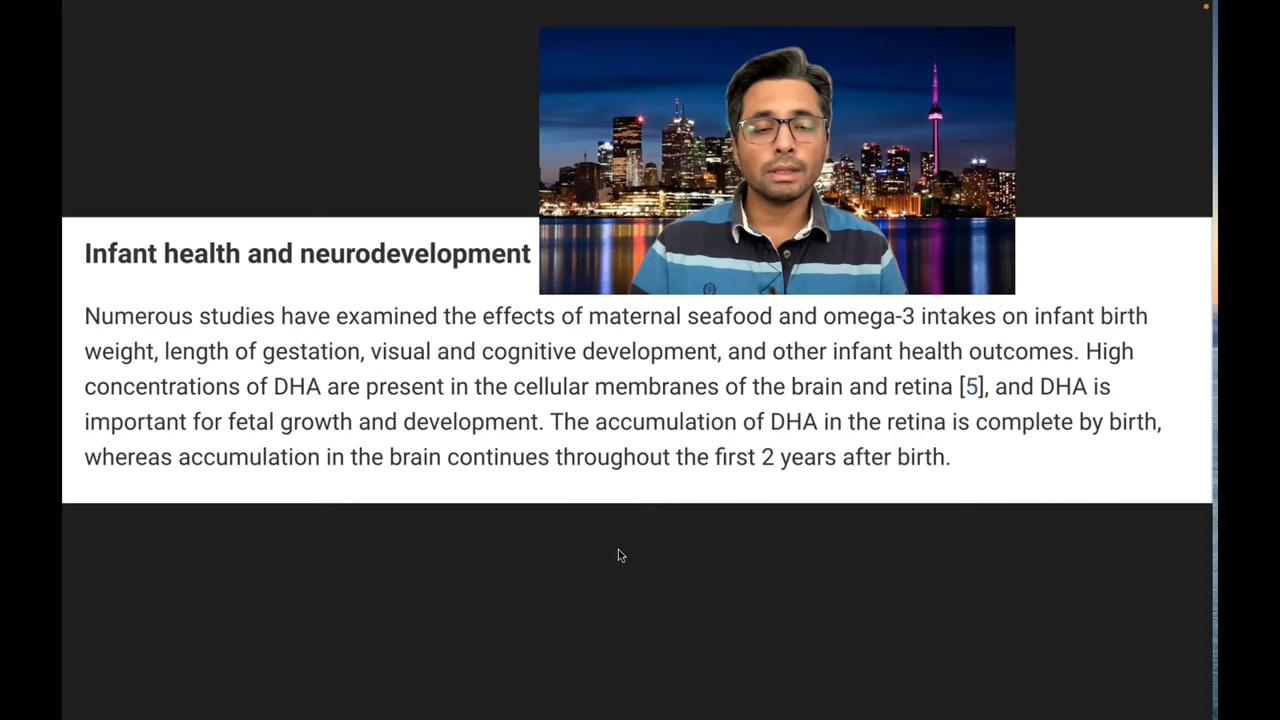 Infant health and neurodevelopment
Numerous studies have examined the effects of maternal seafood and omega-3 intakes on infant birth
weight, length of gestation, visual and cognitive development, and other infant health outcomes. High
concentrations of DHA are present in the cellular membranes of the brain and retina [5], and DHA is
important for fetal growth and development. The accumulation of DHA in the retina is complete by birth,
whereas accumulation in the brain continues throughout the first 2 years after birth.